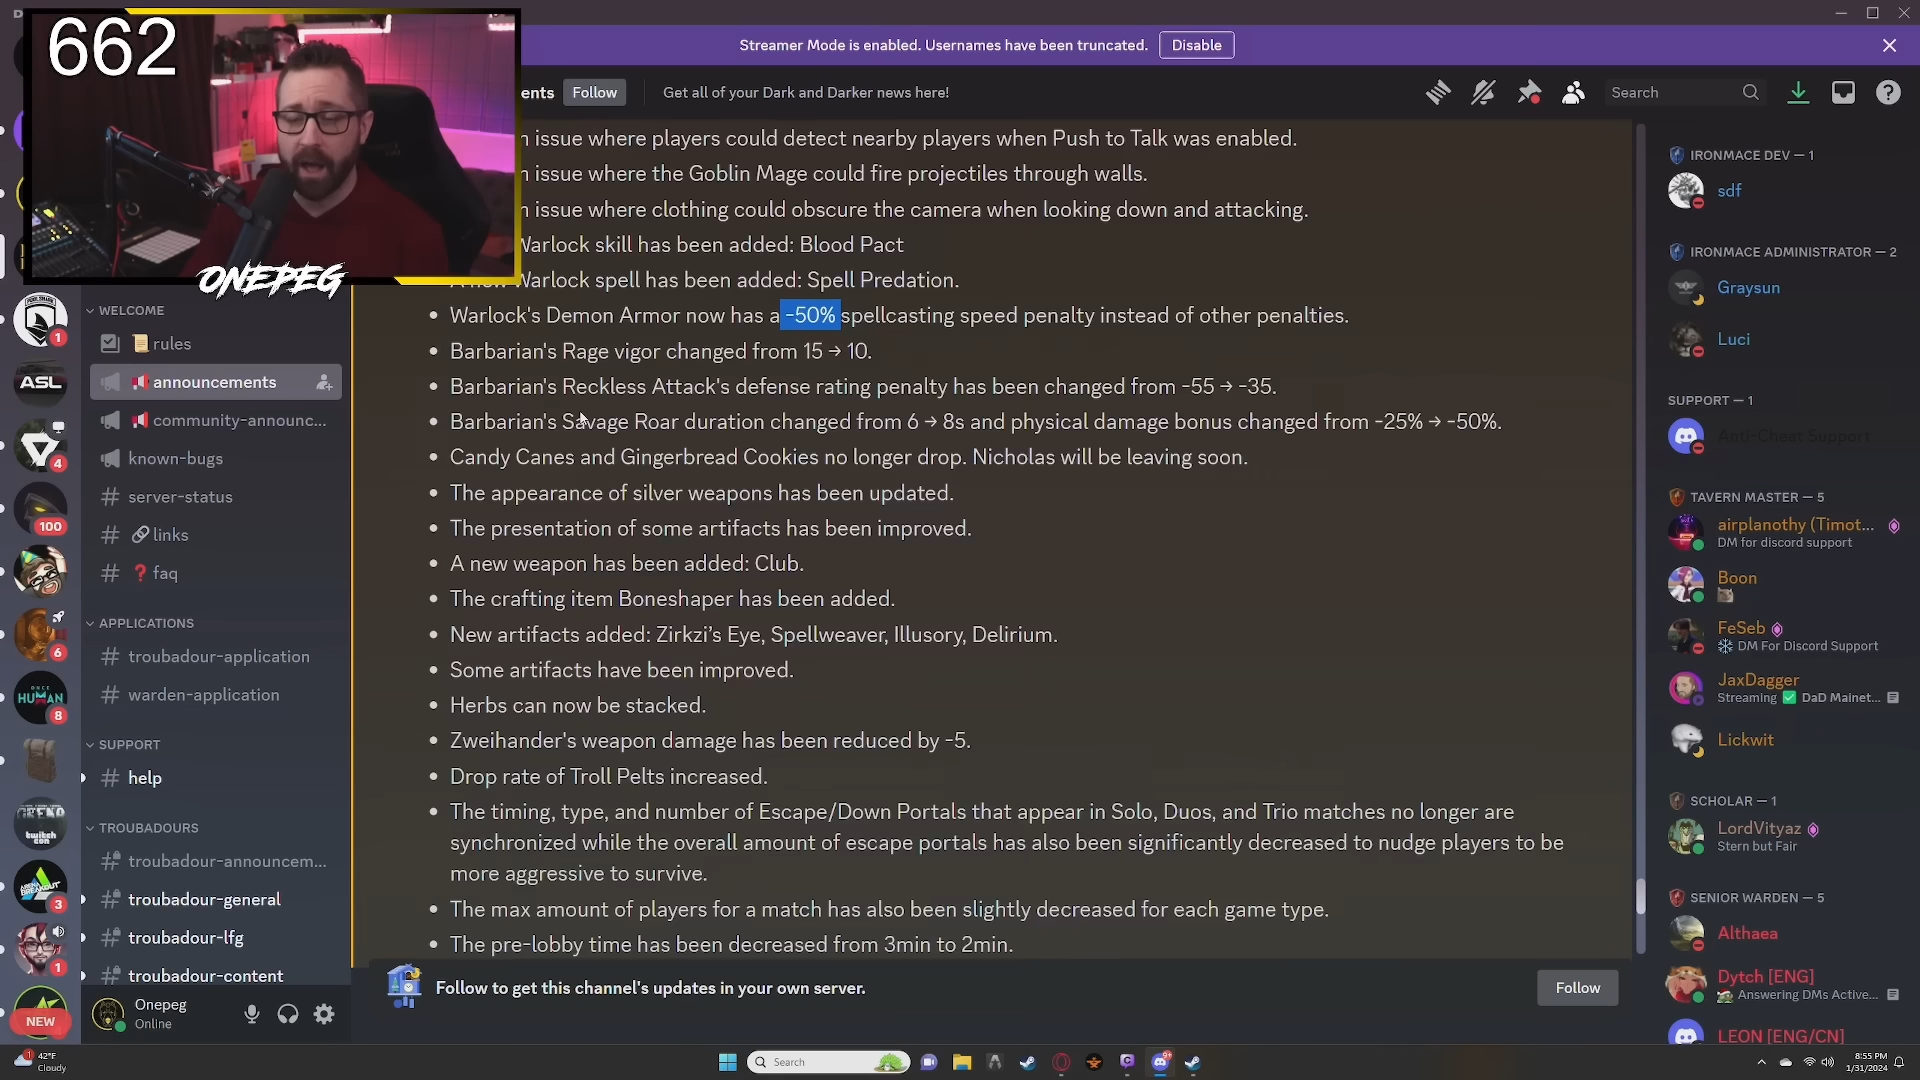 662
ONEPEG
Streamer Mode is enabled. Usernames have been truncated.
Disable
ents
Follow
Get all of your Dark and Darker news here!
Search
n issue where players could detect nearby players when Push to Talk was enabled.
n issue where the Goblin Mage could fire projectiles through walls.
n issue where clothing could obscure the camera when looking down and attacking.
Warlock skill has been added: Blood Pact
Warlock spell has been added: Spell Predation.
• Warlock's Demon Armor now has a -50% spellcasting speed penalty instead of other penalties.
• Barbarian's Rage vigor changed from 15 → 10.
• Barbarian's Reckless Attack's defense rating penalty has been changed from -55 → -35.
• Barbarian's Savage Roar duration changed from 6 → 8s and physical damage bonus changed from -25% → -50%.
• Candy Canes and Gingerbread Cookies no longer drop. Nicholas will be leaving soon.
• The appearance of silver weapons has been updated.
• The presentation of some artifacts has been improved.
• A new weapon has been added: Club.
• The crafting item Boneshaper has been added.
• New artifacts added: Zirkzi's Eye, Spellweaver, Illusory, Delirium.
• Some artifacts have been improved.
• Herbs can now be stacked.
• Zweihander's weapon damage has been reduced by -5.
• Drop rate of Troll Pelts increased.
• The timing, type, and number of Escape/Down Portals that appear in Solo, Duos, and Trio matches no longer are
synchronized while the overall amount of escape portals has also been significantly decreased to nudge players to be
more aggressive to survive.
• The max amount of players for a match has also been slightly decreased for each game type.
• The pre-lobby time has been decreased from 3min to 2min.
Follow to get this channel's updates in your own server.
Follow
WELCOME
rules
announcements
community-announc...
known-bugs
# server-status
# links
# faq
APPLICATIONS
# troubadour-application
# warden-application
SUPPORT
# help
TROUBADOURS
troubadour-announcem...
troubadour-general
troubadour-lfg
troubadour-content
Onepeg
Online
1
ASL
4
100
6
ONCE
HUMAN
8
ARENA
twitch
con
ARENA
BREAKOUT
3
1
NEW
IRONMACE DEV — 1
sdf
IRONMACE ADMINISTRATOR — 2
Graysun
Luci
SUPPORT — 1
Anti-Cheat Support
TAVERN MASTER — 5
airplanothy (Timot...
DM for discord support
Boon
FeSeb
DM For Discord Support
JaxDagger
Streaming DaD Mainet...
Lickwit
SCHOLAR — 1
LordVityaz
Stern but Fair
SENIOR WARDEN — 5
Althaea
Dytch [ENG]
Answering DMs Active...
LEON [ENG/CN]
1
42°F
Cloudy
Search
9+
8:55 PM
1/31/2024